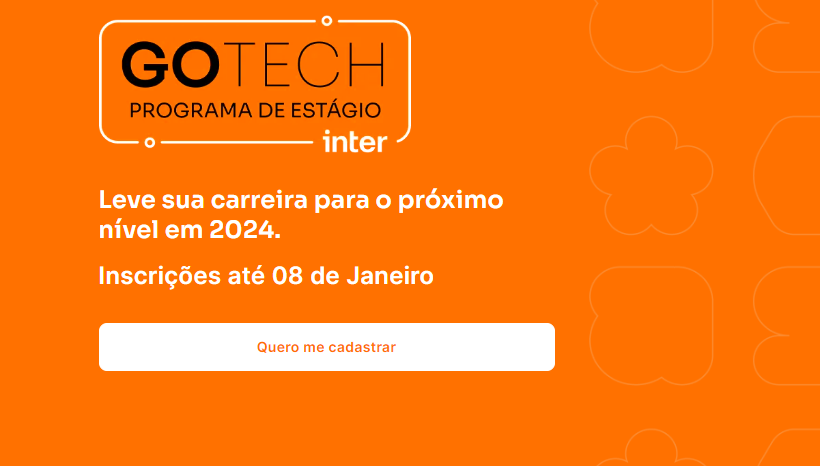 GOTECH
PROGRAMA DE ESTÁGIO
inter
Leve sua carreira para o próximo
nível em 2024.
Inscrições até 08 de Janeiro
Quero me cadastrar